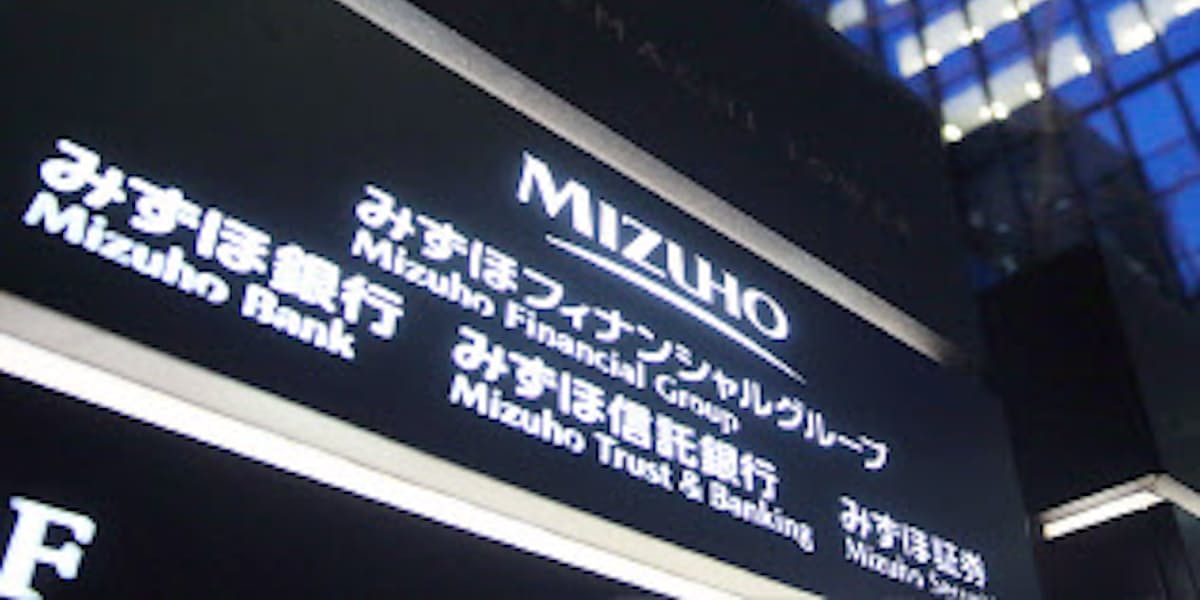 MIZUHO
みずほフィナンシャルグループ
Mizuho Financial Group
みずほ銀行
Mizuho Bank
みずほ信託銀行
Mizuho Trust & Banking
みずほ証券
Mizuho
F